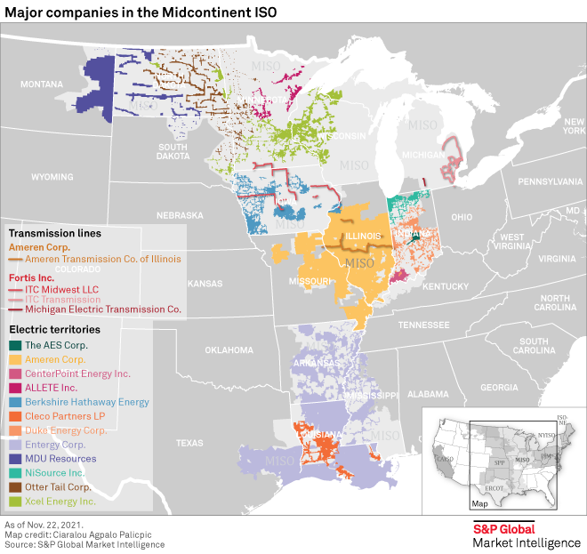 Major companies in the Midcontinent ISO
MONTANA
MISO
MISO
SOUTH
DAKOTA
WYOMING
MICHIGAN
NEW
YORK
PENNSYLVANIA
NEBRASKA
MISO
ILLINOIS
OHIO
MD
WEST
VIRGINIA
VIRGINIA
MISO
MISSOURI
KENTUCKY
COLORADO
KANSAS
NORTH
CAROLINA
TENNESSEE
OKLAHOMA
ARKANSAS
SOUTH
CAROLINA
MISSISSIPPI
ALABAMA
GEORGIA
TEXAS
MISO
MISO
Transmission lines
Ameren Corp.
Ameren Transmission Co. of Illinois
Fortis Inc.
ITC Midwest LLC
ITC Transmission
Michigan Electric Transmission Co.
Electric territories
The AES Corp.
Ameren Corp.
CenterPoint Energy Inc.
ALLETE Inc.
Berkshire Hathaway Energy
Cleco Partners LP
Duke Energy Corp.
Entergy Corp.
MDU Resources
NiSource Inc.
Otter Tail Corp.
Xcel Energy Inc.
ISO-
NE
NYISO
CAISO
SPP
MISO
PJM
ERCOT
Map
As of Nov. 22, 2021.
Map credit: Ciaralou Agpalo Palicpic
Source: S&P Global Market Intelligence
S&P Global
Market Intelligence